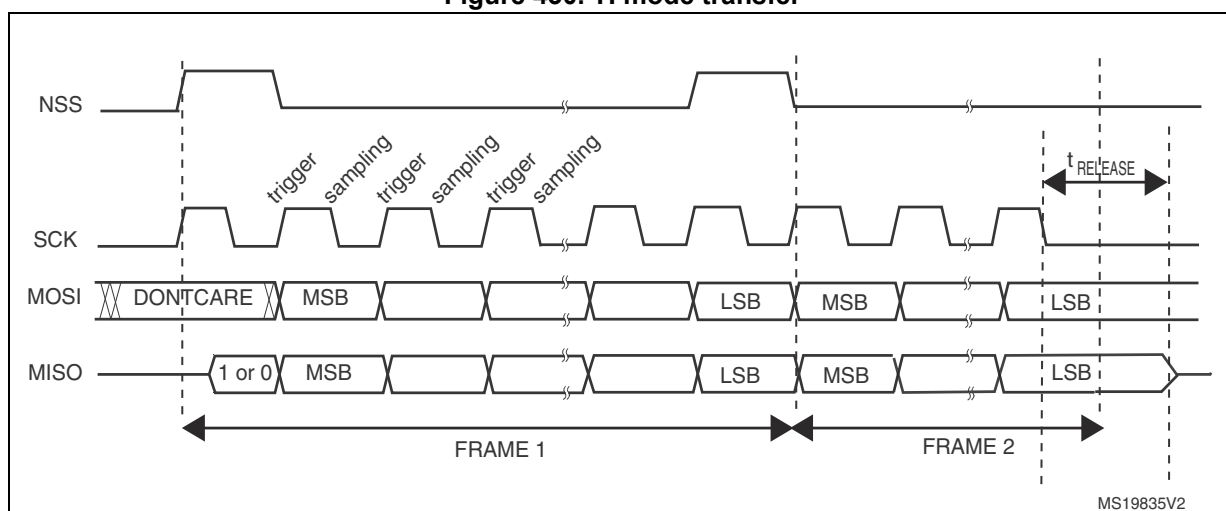 NSS
trigger sampling trigger sampling trigger sampling
t RELEASE
SCK
MOSI DONTCARE MSB LSB MSB LSB
MISO 1 or 0 MSB LSB MSB LSB
FRAME 1 FRAME 2
MS19835V2